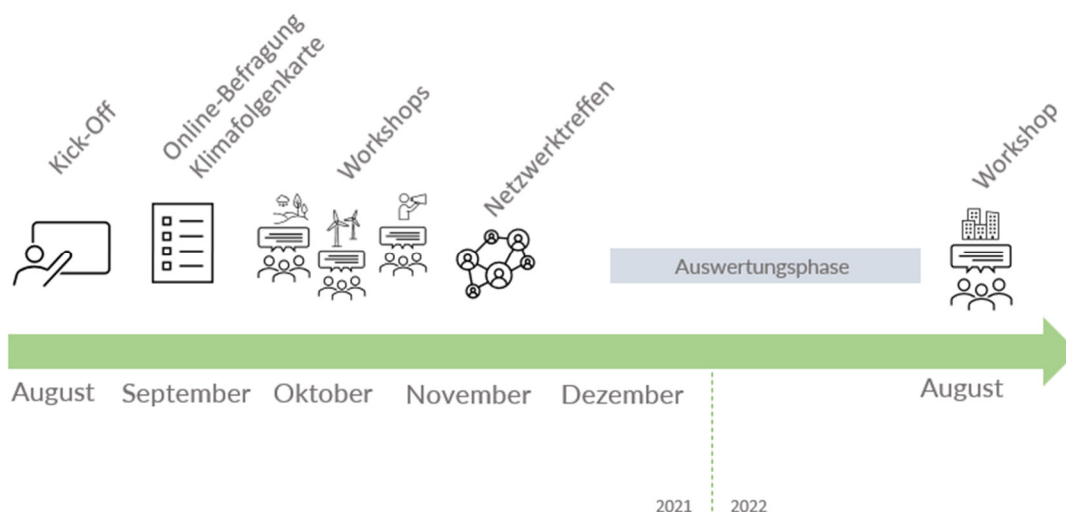 Kick-Off
Online-Befragung
Klimafolgenkarte
Workshops
Netzwerktreffen
Workshop
Auswertungsphase
August
September
Oktober
November
Dezember
August
2021
2022